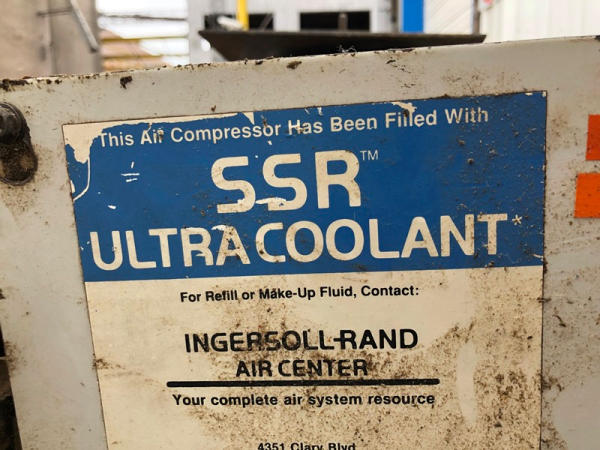 This Air Compressor Has Been Filled With
SSR™
ULTRA COOLANT*
For Refill or Make-Up Fluid, Contact:
INGERSOLL-RAND
AIR CENTER
Your complete air system resource
4351 Clary Blvd